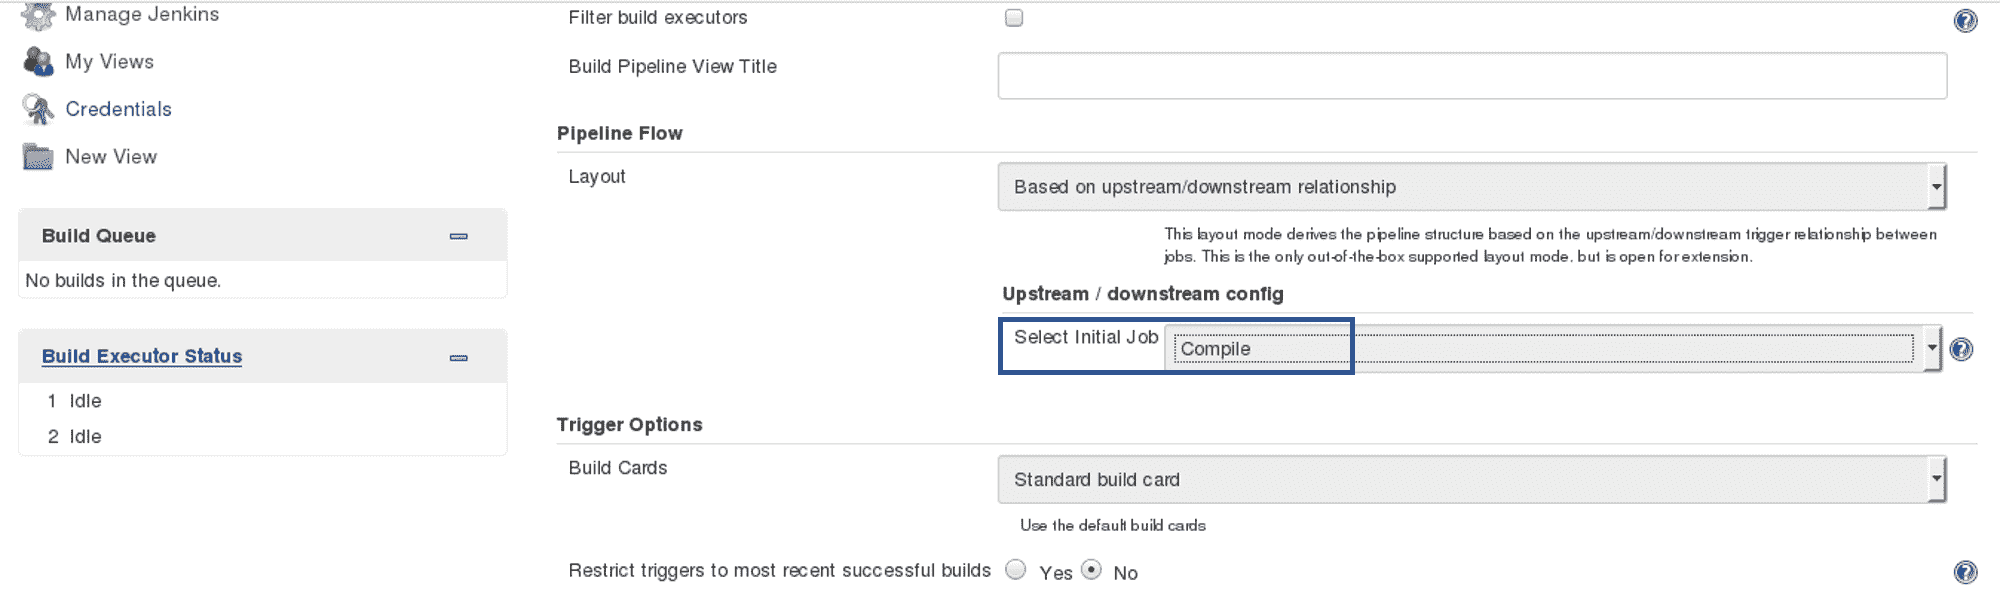 Manage Jenkins
My Views
Credentials
New View
Build Queue
No builds in the queue.
Build Executor Status
1 Idle
2 Idle
Filter build executors
Build Pipeline View Title
Pipeline Flow
Layout
Based on upstream/downstream relationship
This layout mode derives the pipeline structure based on the upstream/downstream trigger relationship between
jobs. This is the only out-of-the-box supported layout mode, but is open for extension.
Upstream / downstream config
Select Initial Job
Compile
Trigger Options
Build Cards
Standard build card
Use the default build cards
Restrict triggers to most recent successful builds Yes No